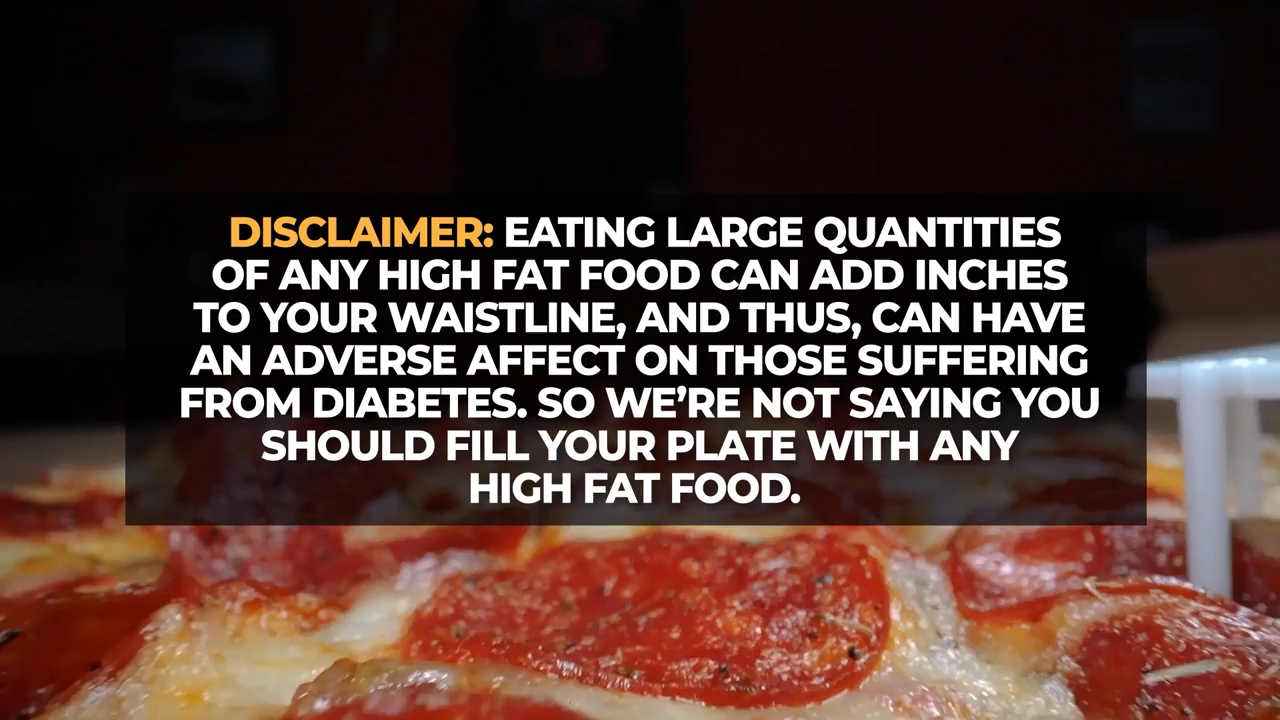 DISCLAIMER: EATING LARGE QUANTITIES
OF ANY HIGH FAT FOOD CAN ADD INCHES
TO YOUR WAISTLINE, AND THUS, CAN HAVE
AN ADVERSE AFFECT ON THOSE SUFFERING
FROM DIABETES. SO WE’RE NOT SAYING YOU
SHOULD FILL YOUR PLATE WITH ANY
HIGH FAT FOOD.